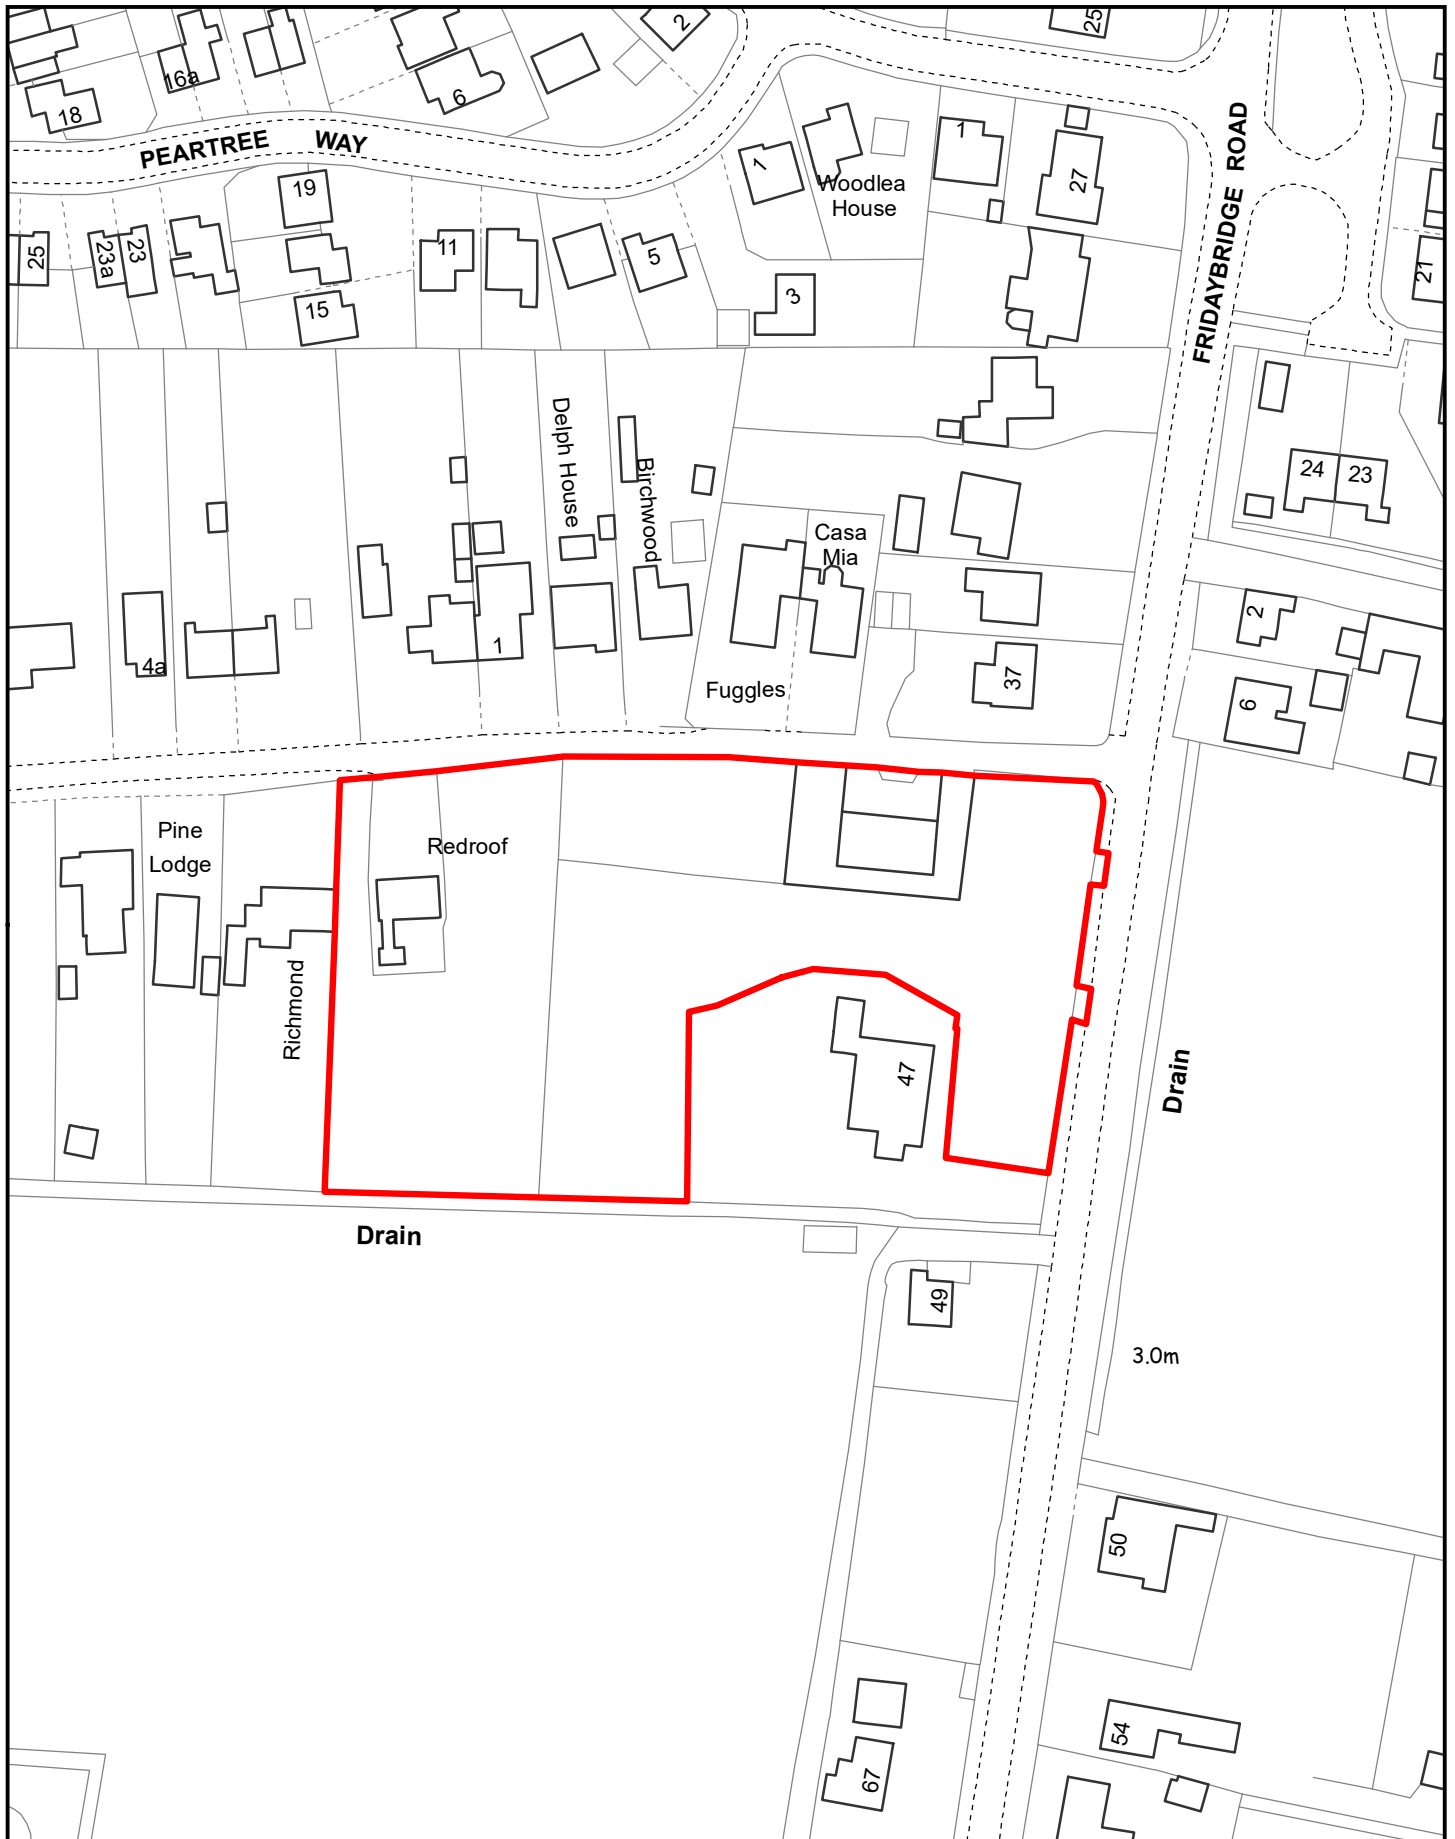 2
25
16a
18
6
PEARTREE WAY
FRIDAYBRIDGE ROAD
1
Woodlea
House
1
27
19
25
23a
23
11
5
15
3
21
Delph House
Birchwood
24
23
Casa
Mia
4a
1
2
37
Fuggles
6
Pine
Lodge
Redroof
Richmond
47
Drain
Drain
49
3.0m
50
54
67